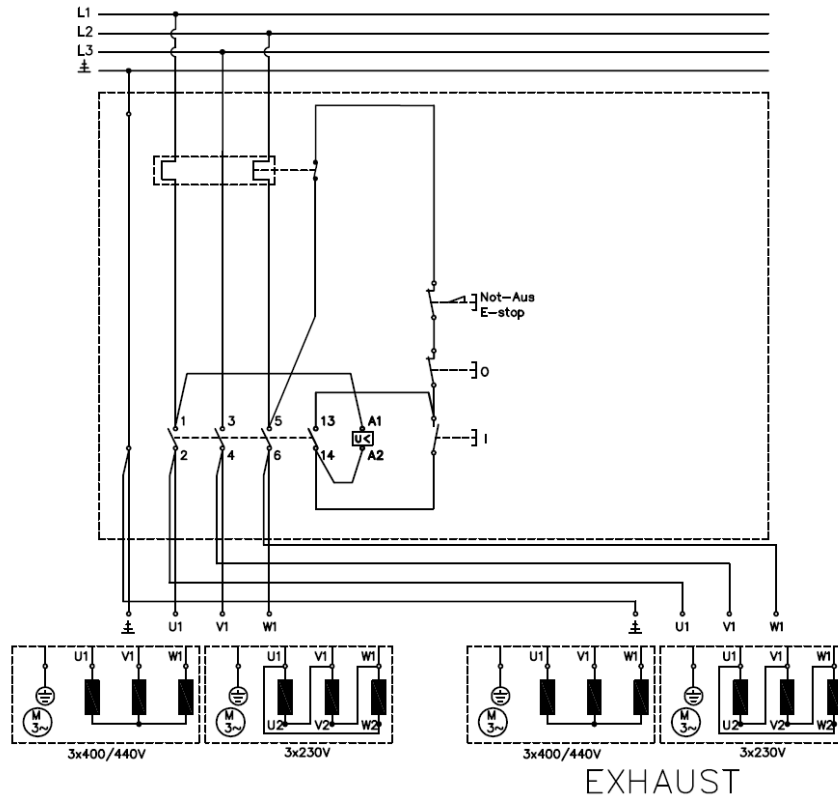 L1
L2
L3
Not-Aus
E-stop
O
1 3 5 13 A1
U<
I
2 4 6 14 A2
U1 V1 W1 U1 V1 W1
U1 V1 W1 U1 V1 W1 U1 V1 W1 U1 V1 W1
M 3~ M 3~ M 3~ M 3~
U2 V2 W2 U2 V2 W2
3x400/440V 3x230V 3x400/440V 3x230V
EXHAUST